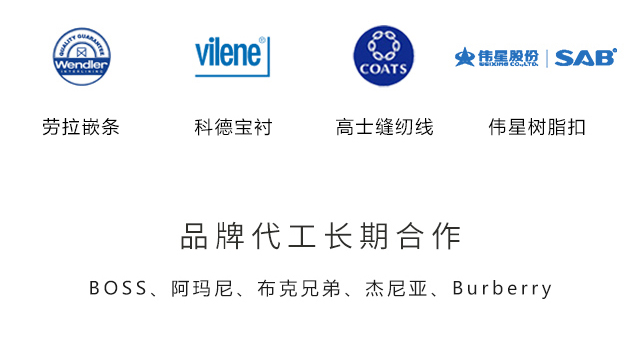 QUALITY GUARANTEE
Wendler
INTERLINING
vilene®
COATS
伟星股份
WEIXING CO.,LTD.
SAB®
劳拉嵌条
科德宝衬
高士缝纫线
伟星树脂扣
品牌代工长期合作
BOSS、阿玛尼、布克兄弟、杰尼亚、Burberry